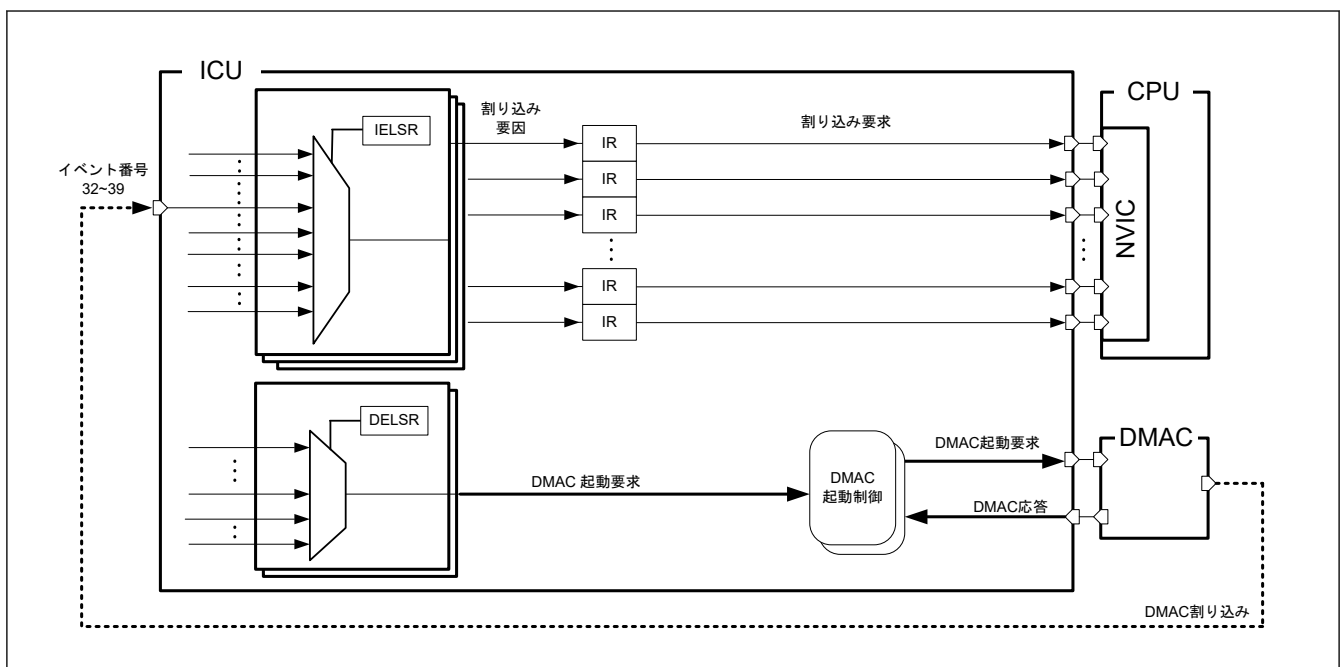 ICU
CPU
IELSR
割り込み
要因
IR
割り込み要求
IR
IR
IR
IR
NVIC
イベント番号
32~39
DELSR
DMAC 起動要求
DMAC
起動制御
DMAC起動要求
DMAC応答
DMAC
DMAC割り込み